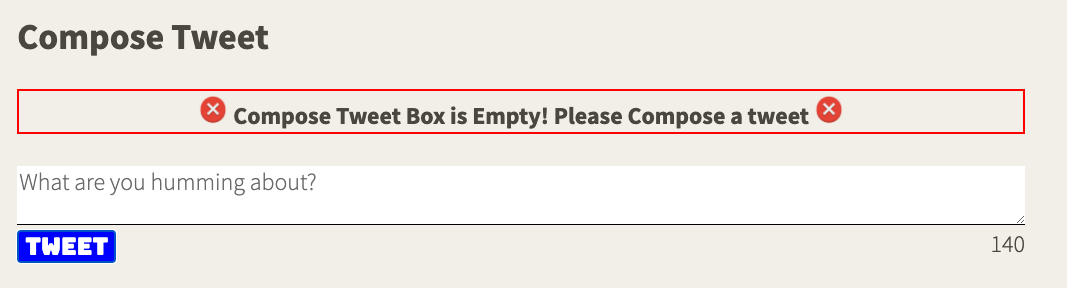 Compose Tweet
Compose Tweet Box is Empty! Please Compose a tweet
What are you humming about?
TWEET
140